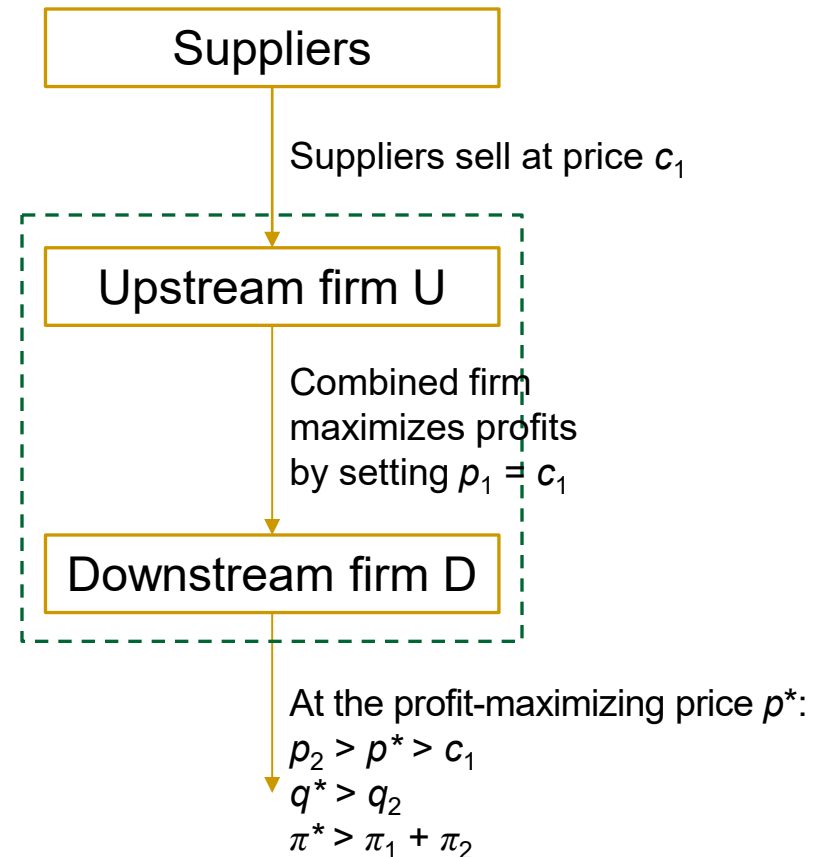 Suppliers
Suppliers sell at price c₁
Upstream firm U
Combined firm
maximizes profits
by setting p₁ = c₁
Downstream firm D
At the profit-maximizing price p*:
p₂ > p* > c₁
q* > q₂
π* > π₁ + π₂